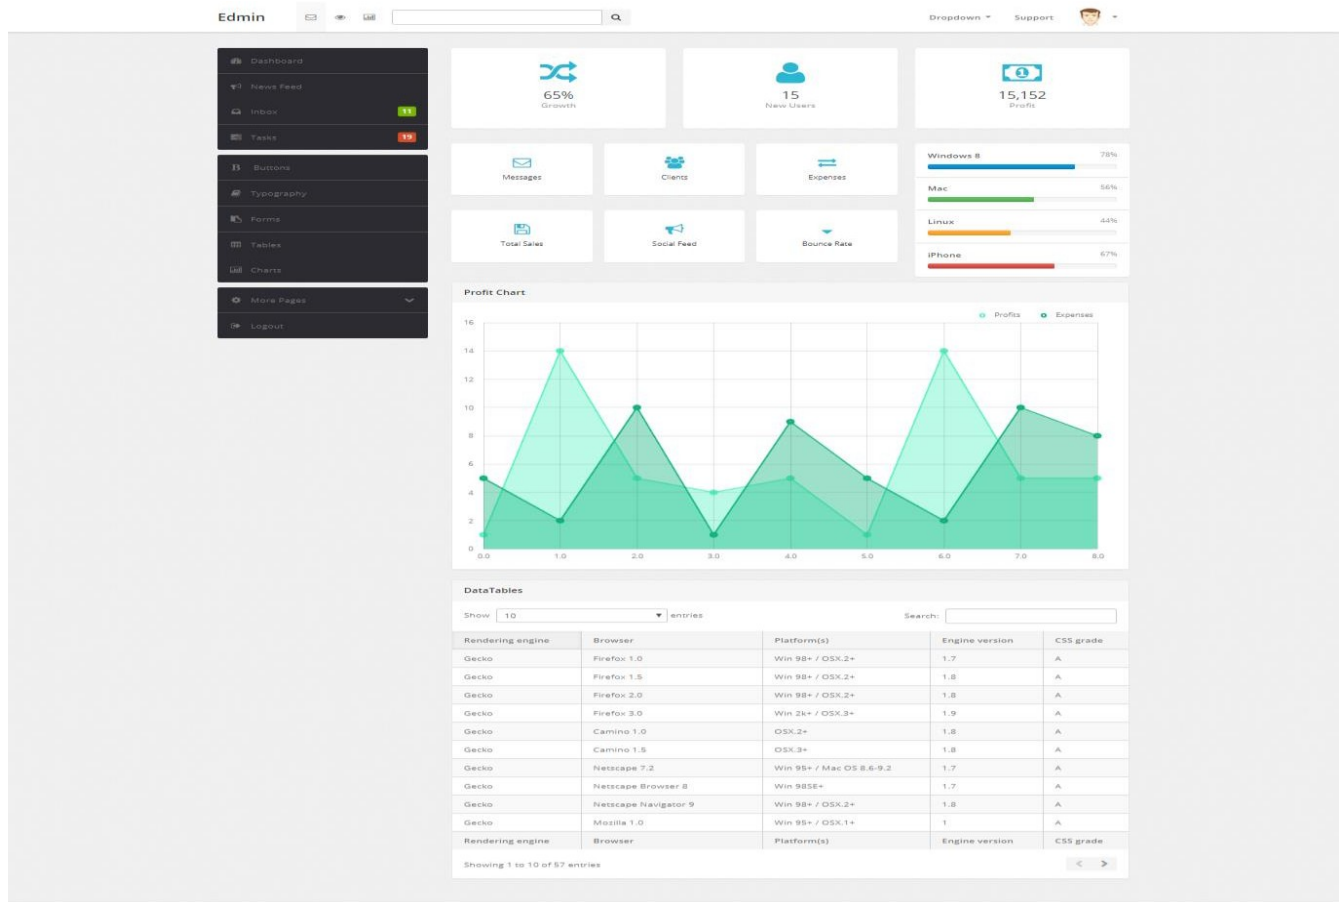 Edmin
Dropdown Support
Dashboard
News Feed
Inbox 11
Tasks 19
Buttons
Typography
Forms
Tables
Charts
More Pages
Logout
65%
Growth
15
New Users
15,152
Profit
Messages
Clients
Expenses
Total Sales
Social Feed
Bounce Rate
Windows 8 78%
Mac 56%
Linux 44%
iPhone 67%
Profit Chart
Profits Expenses
16
14
12
10
8
6
4
2
0
0.0 1.0 2.0 3.0 4.0 5.0 6.0 7.0 8.0
DataTables
Show 10 entries Search:
Rendering engine Browser Platform(s) Engine version CSS grade
Gecko Firefox 1.0 Win 98+ / OSX.2+ 1.7 A
Gecko Firefox 1.5 Win 98+ / OSX.2+ 1.8 A
Gecko Firefox 2.0 Win 98+ / OSX.2+ 1.8 A
Gecko Firefox 3.0 Win 2k+ / OSX.3+ 1.9 A
Gecko Camino 1.0 OSX.2+ 1.8 A
Gecko Camino 1.5 OSX.3+ 1.8 A
Gecko Netscape 7.2 Win 95+ / Mac OS 8.6-9.2 1.7 A
Gecko Netscape Browser 8 Win 98SE+ 1.7 A
Gecko Netscape Navigator 9 Win 98+ / OSX.2+ 1.8 A
Gecko Mozilla 1.0 Win 95+ / OSX.1+ 1 A
Rendering engine Browser Platform(s) Engine version CSS grade
Showing 1 to 10 of 57 entries